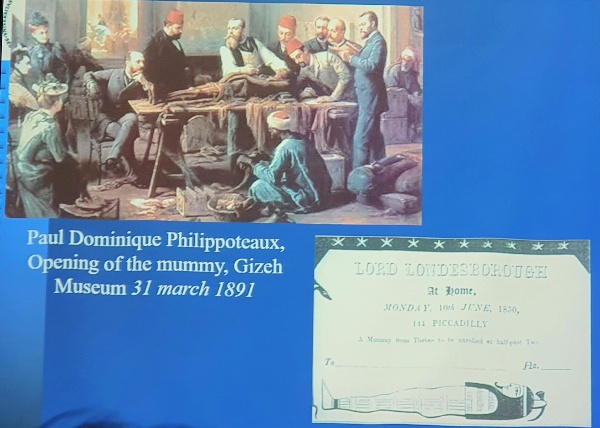 Paul Dominique Philippoteaux,
Opening of the mummy, Gizeh
Museum 31 march 1891
LORD LONDESBOROUGH
At Home,
MONDAY, 10th JUNE, 1850,
144 PICCADILLY
A Mummy from Thebes to be unrolled at half-past Two
To